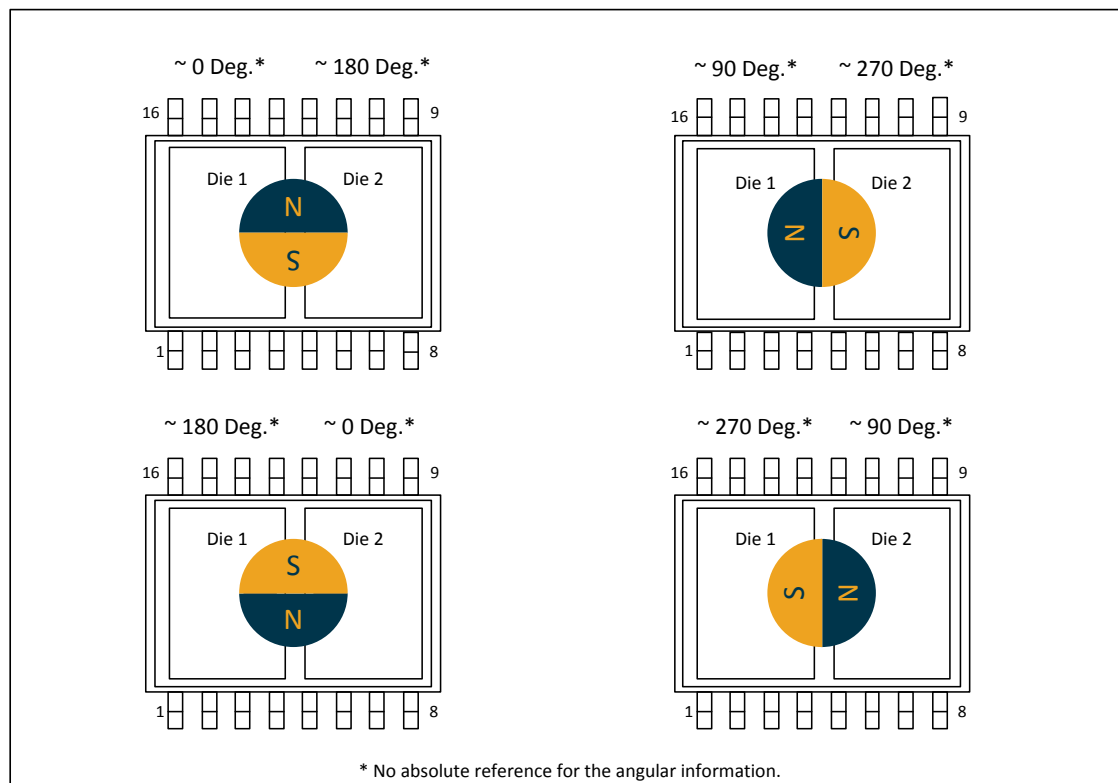 ~ 0 Deg.* ~ 180 Deg.*
16 9
Die 1 Die 2
N
S
1 8
~ 90 Deg.* ~ 270 Deg.*
16 9
Die 1 Die 2
N S
1 8
~ 180 Deg.* ~ 0 Deg.*
16 9
Die 1 Die 2
S
N
1 8
~ 270 Deg.* ~ 90 Deg.*
16 9
Die 1 Die 2
S N
1 8
* No absolute reference for the angular information.